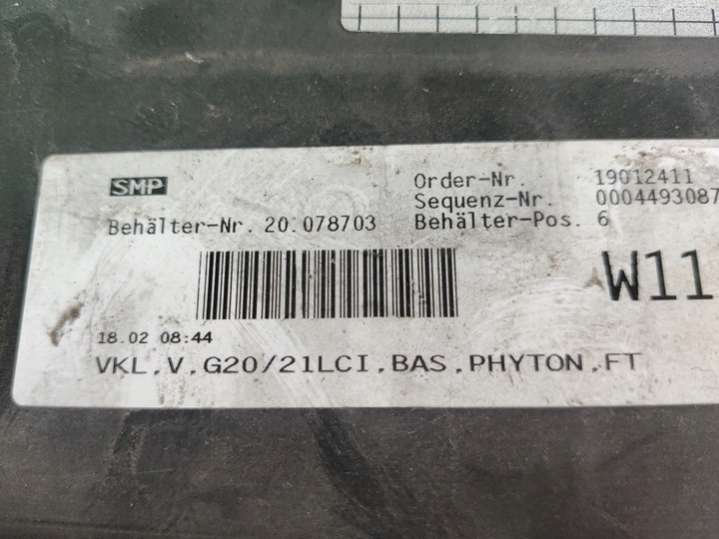 SMP
Order-Nr. 19012411
Sequenz-Nr. 0004493087
Behälter-Nr. 20.078703 Behälter-Pos. 6
W11
18.02 08:44
VKL.V.G20/21LCI.BAS.PHYTON.FT